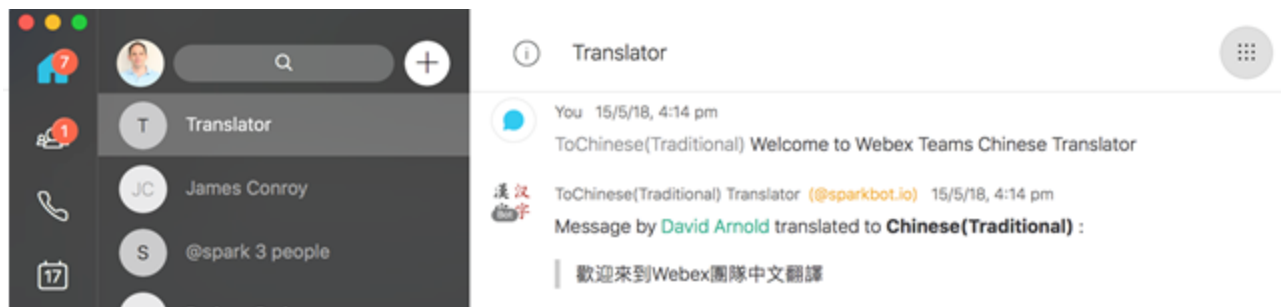 7
Translator
You 15/5/18, 4:14 pm
ToChinese(Traditional) Welcome to Webex Teams Chinese Translator
1
T Translator
JC James Conroy
漢汉
字字
Bot
ToChinese(Traditional) Translator (@sparkbot.io) 15/5/18, 4:14 pm
Message by David Arnold translated to Chinese(Traditional) :
S @spark 3 people
17
歡迎來到Webex團隊中文翻譯